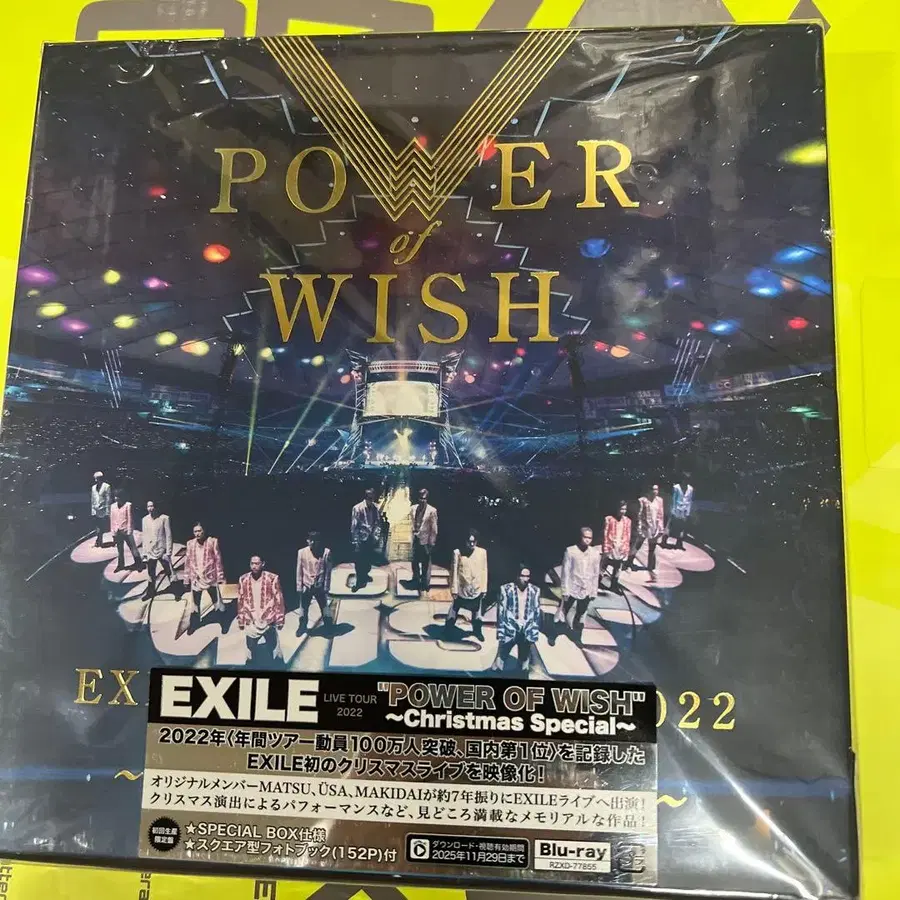 POWER
of
WISH
EX
022
EXILE LIVE TOUR 2022 "POWER OF WISH"
~Christmas Special~
2022年〈年間ツアー動員100万人突破、国内第1位〉を記録した
EXILE初のクリスマスライブを映像化!
オリジナルメンバーMATSU、ÜSA、MAKIDAIが約7年振りにEXILEライブへ出演!
クリスマス演出によるパフォーマンスなど、見どころ満載なメモリアルな作品!
初回生産
限定盤
★SPECIAL BOX仕様
★スクエア型フォトブック(152P)付
ダウンロード・視聴有効期間
2025年11月29日まで
Blu-ray
RZXD-77855